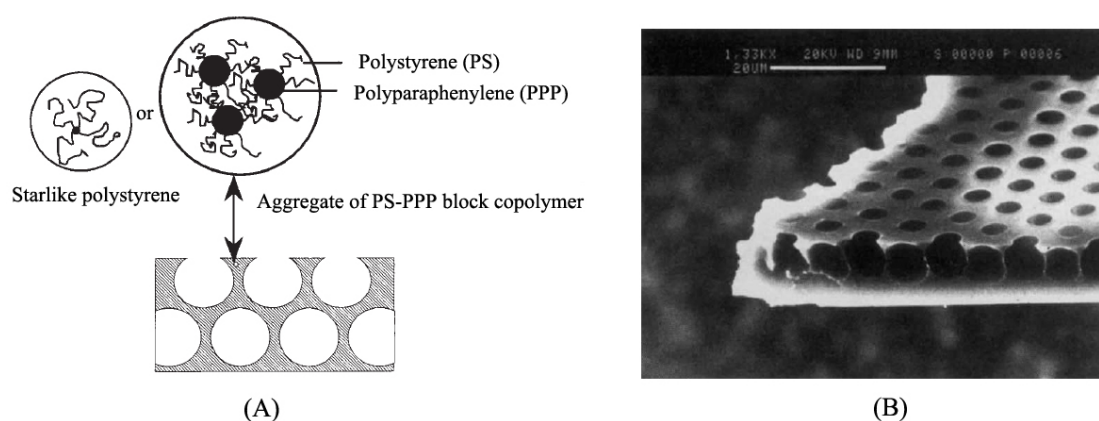 Polystyrene (PS)
or
Polyparaphenylene (PPP)
Starlike polystyrene
Aggregate of PS-PPP block copolymer
(A)
1,33KX 20KV WD 9MM S:00000 P:00006
20UM
(B)